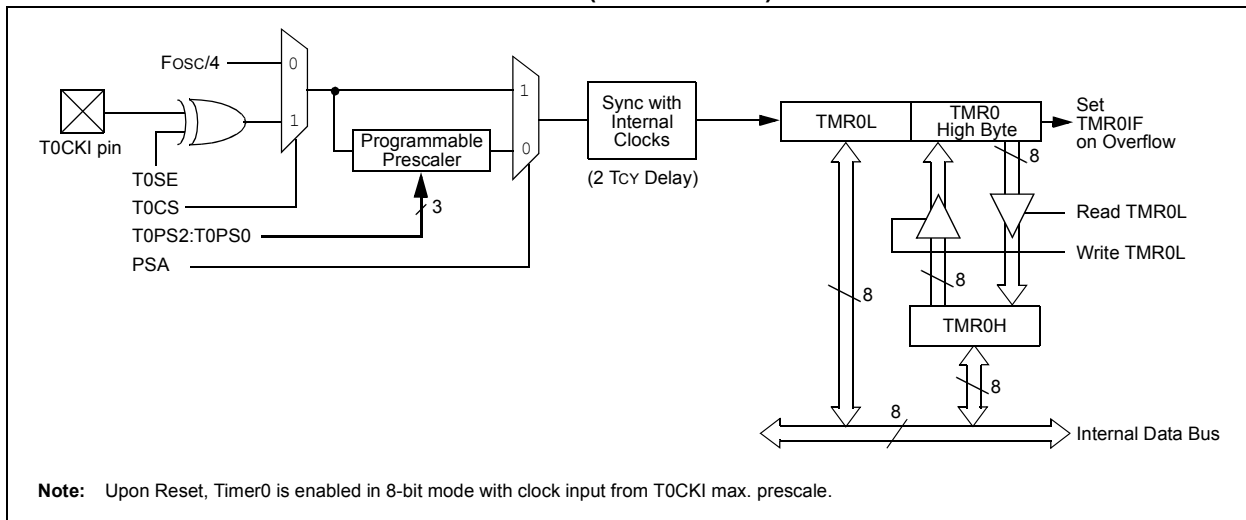 FOSC/4
0
1
T0CKI pin
T0SE
T0CS
T0PS2:T0PS0
PSA
Programmable
Prescaler
3
1
0
Sync with
Internal
Clocks
(2 TCY Delay)
TMR0L
TMR0
High Byte
Set
TMR0IF
on Overflow
8
Read TMR0L
Write TMR0L
8
8
TMR0H
8
8
Internal Data Bus
Note: Upon Reset, Timer0 is enabled in 8-bit mode with clock input from T0CKI max. prescale.